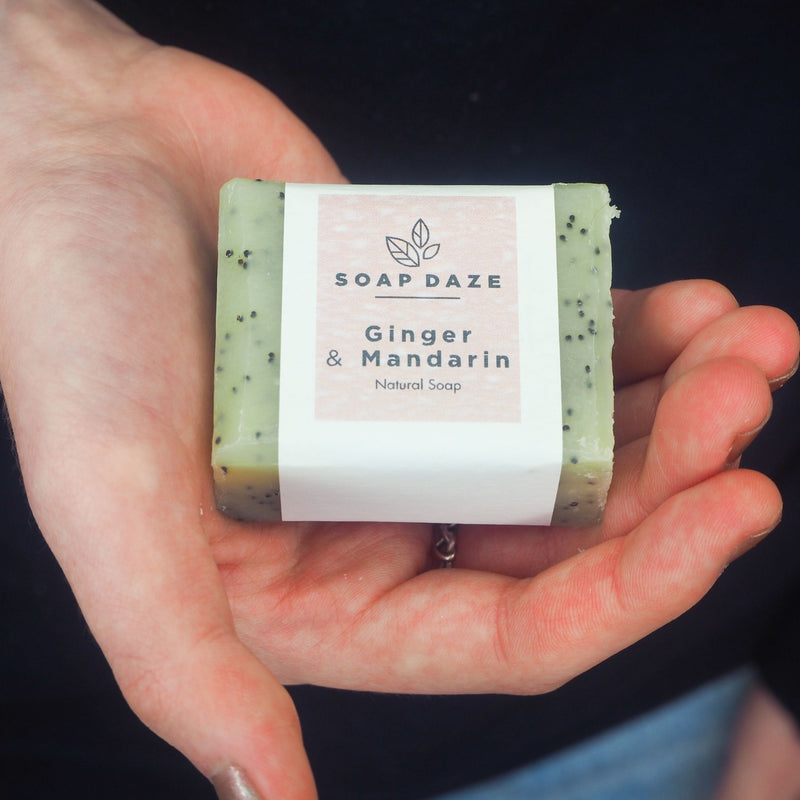 SOAP DAZE
Ginger
& Mandarin
Natural Soap